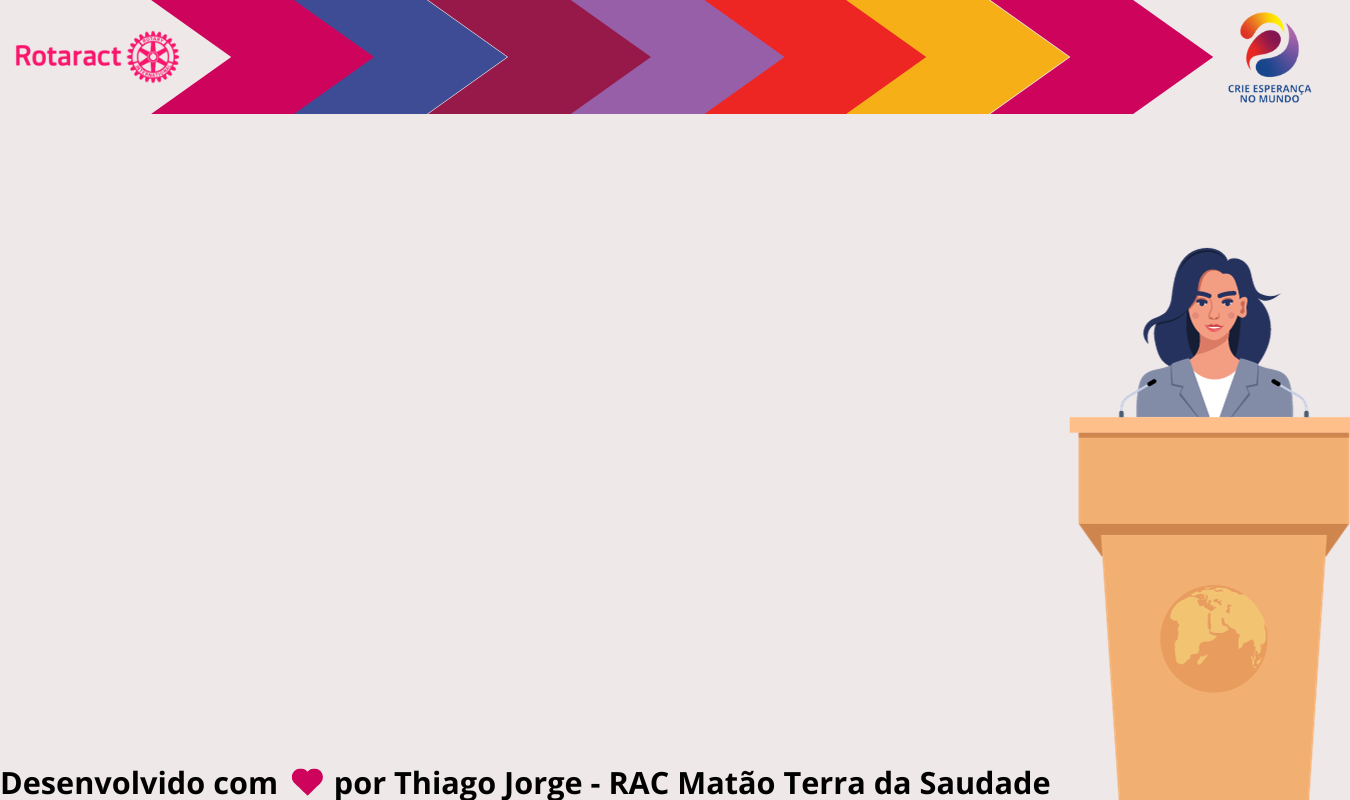 Rotaract
CRIE ESPERANÇA
NO MUNDO
Desenvolvido com por Thiago Jorge - RAC Matão Terra da Saudade